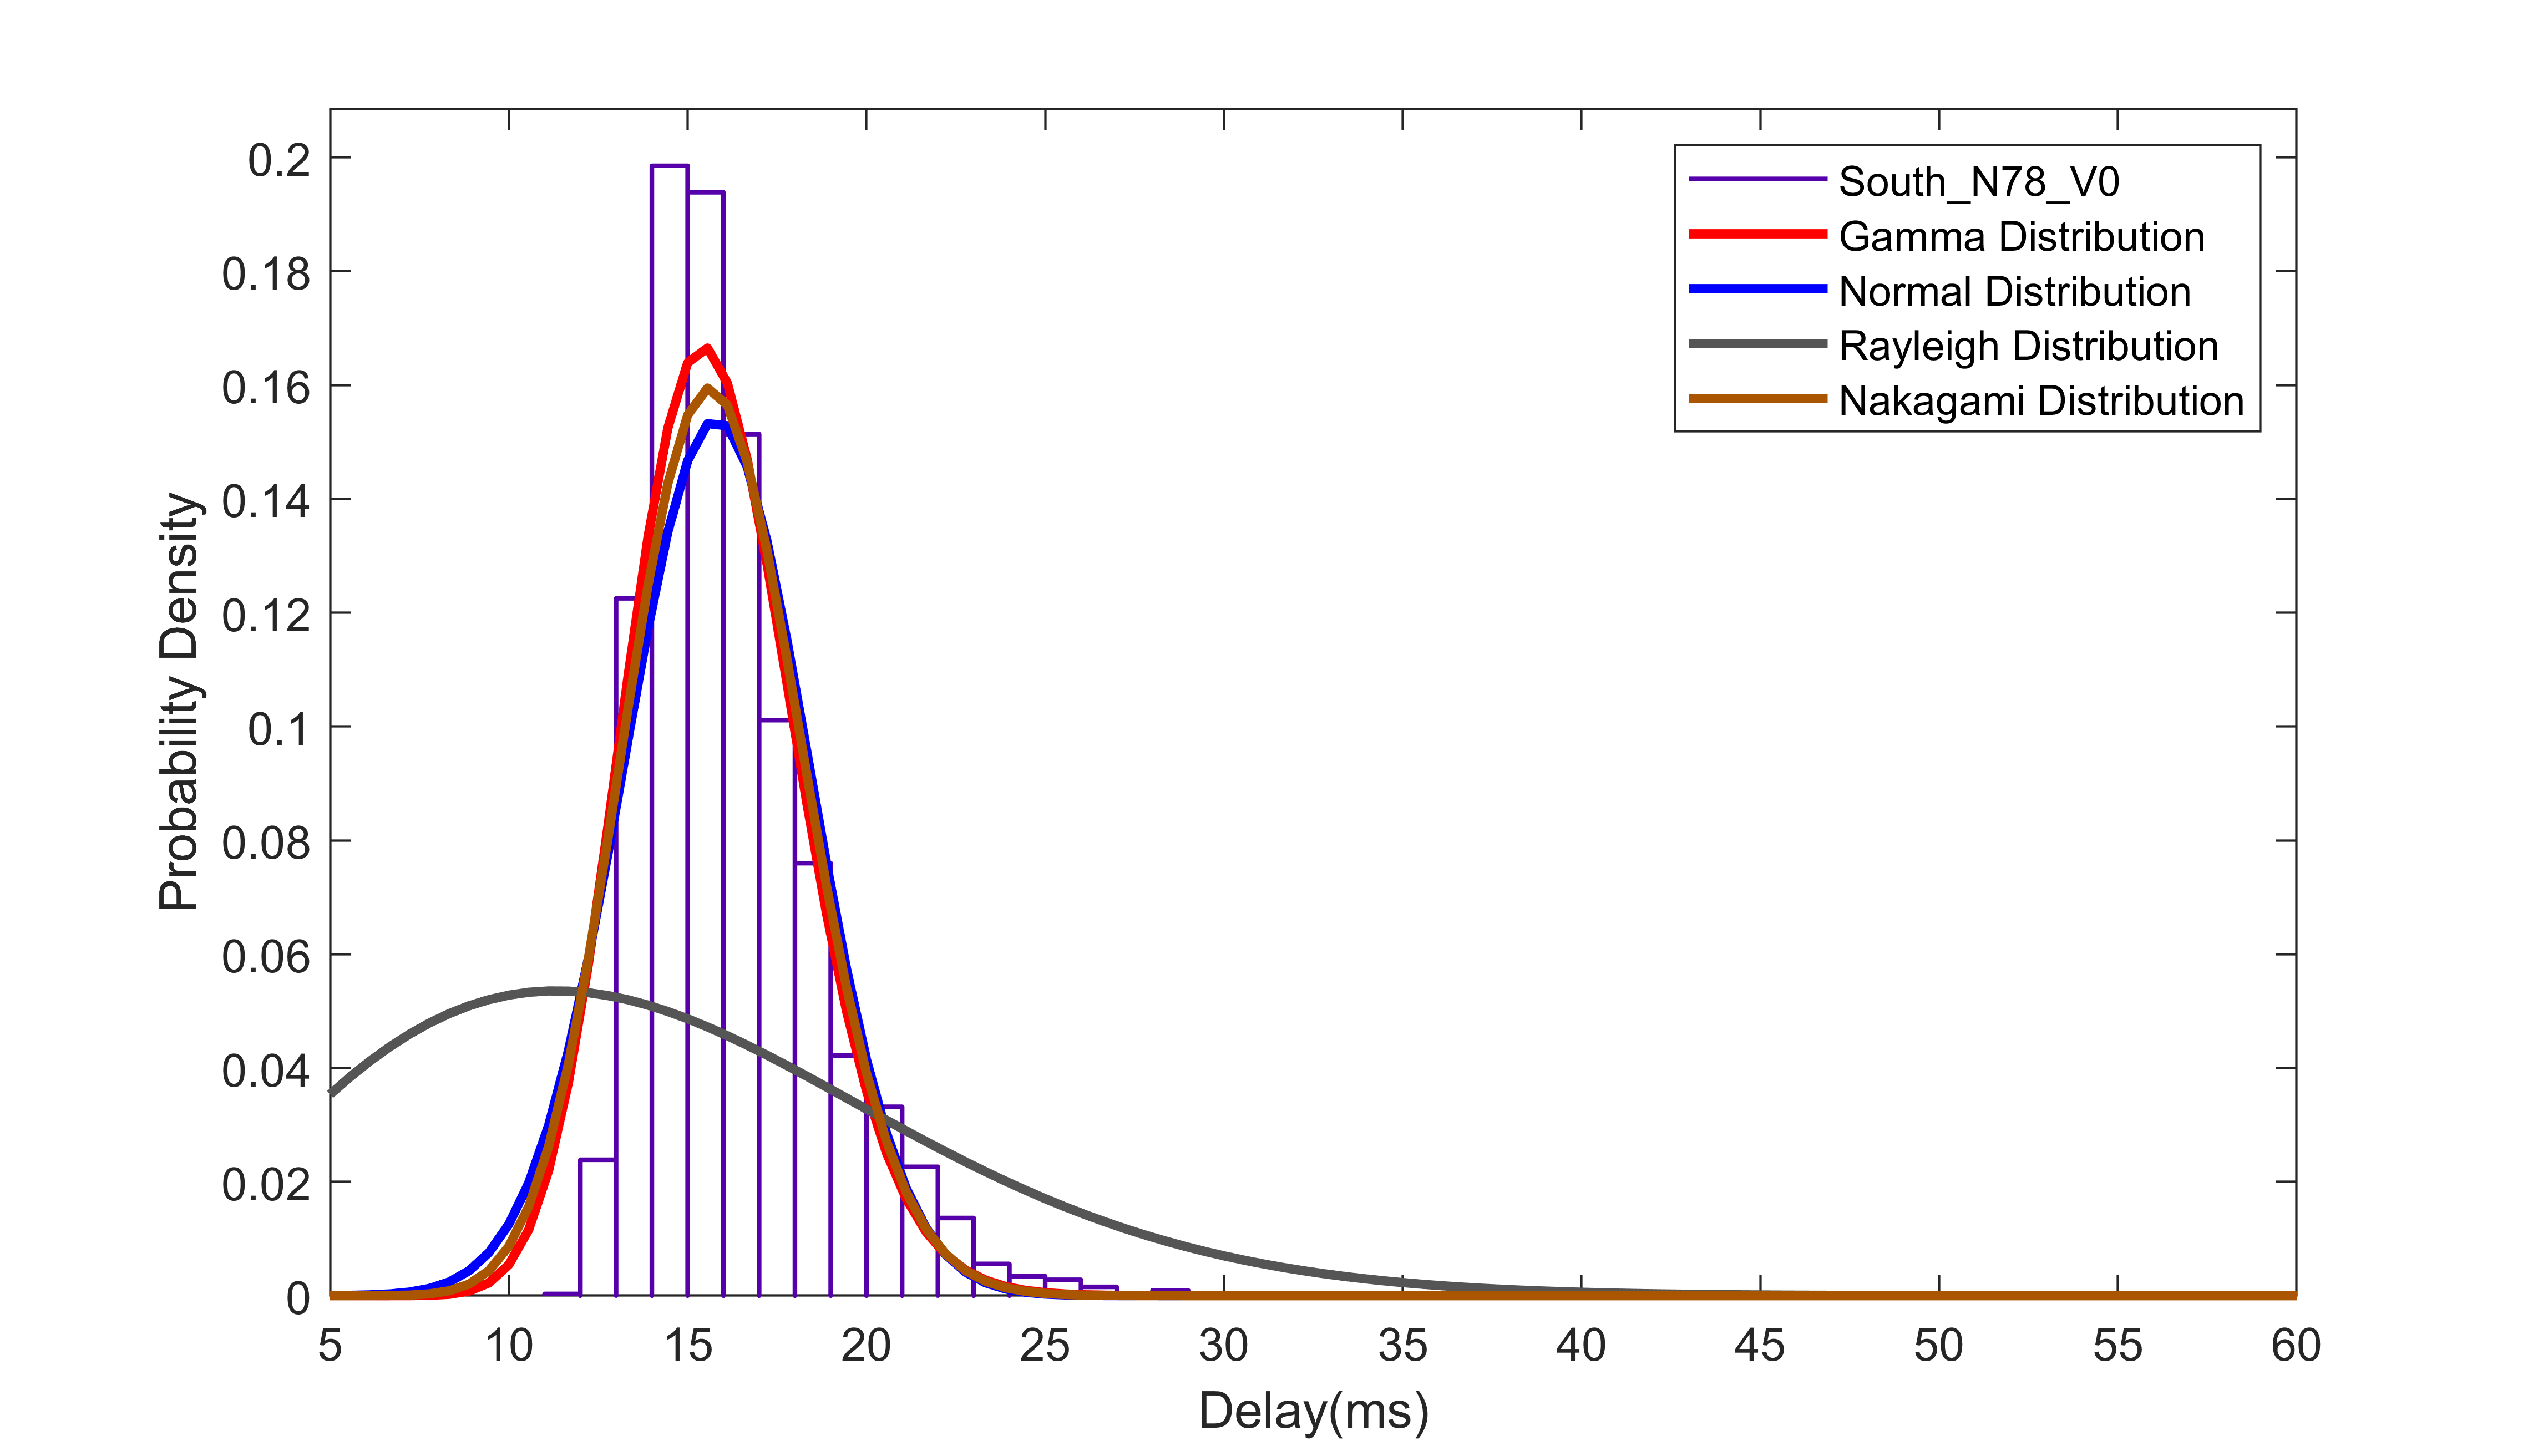 South_N78_V0
Gamma Distribution
Normal Distribution
Rayleigh Distribution
Nakagami Distribution
Probability Density
0.2
0.18
0.16
0.14
0.12
0.1
0.08
0.06
0.04
0.02
0
5 10 15 20 25 30 35 40 45 50 55 60
Delay(ms)